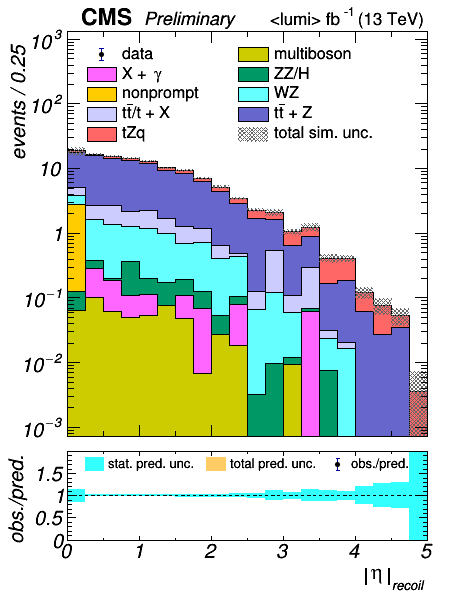 CMS Preliminary <lumi> fb⁻¹ (13 TeV)
events / 0.25
10³
10²
10
1
10⁻¹
10⁻²
10⁻³
data
multiboson
X + γ
ZZ/H
nonprompt
WZ
tt̄/t + X
tt̄ + Z
tZq
total sim. unc.
obs./pred.
1.5
1
0.5
0
stat. pred. unc. total pred. unc. obs./pred.
0 1 2 3 4 5
|η|recoil